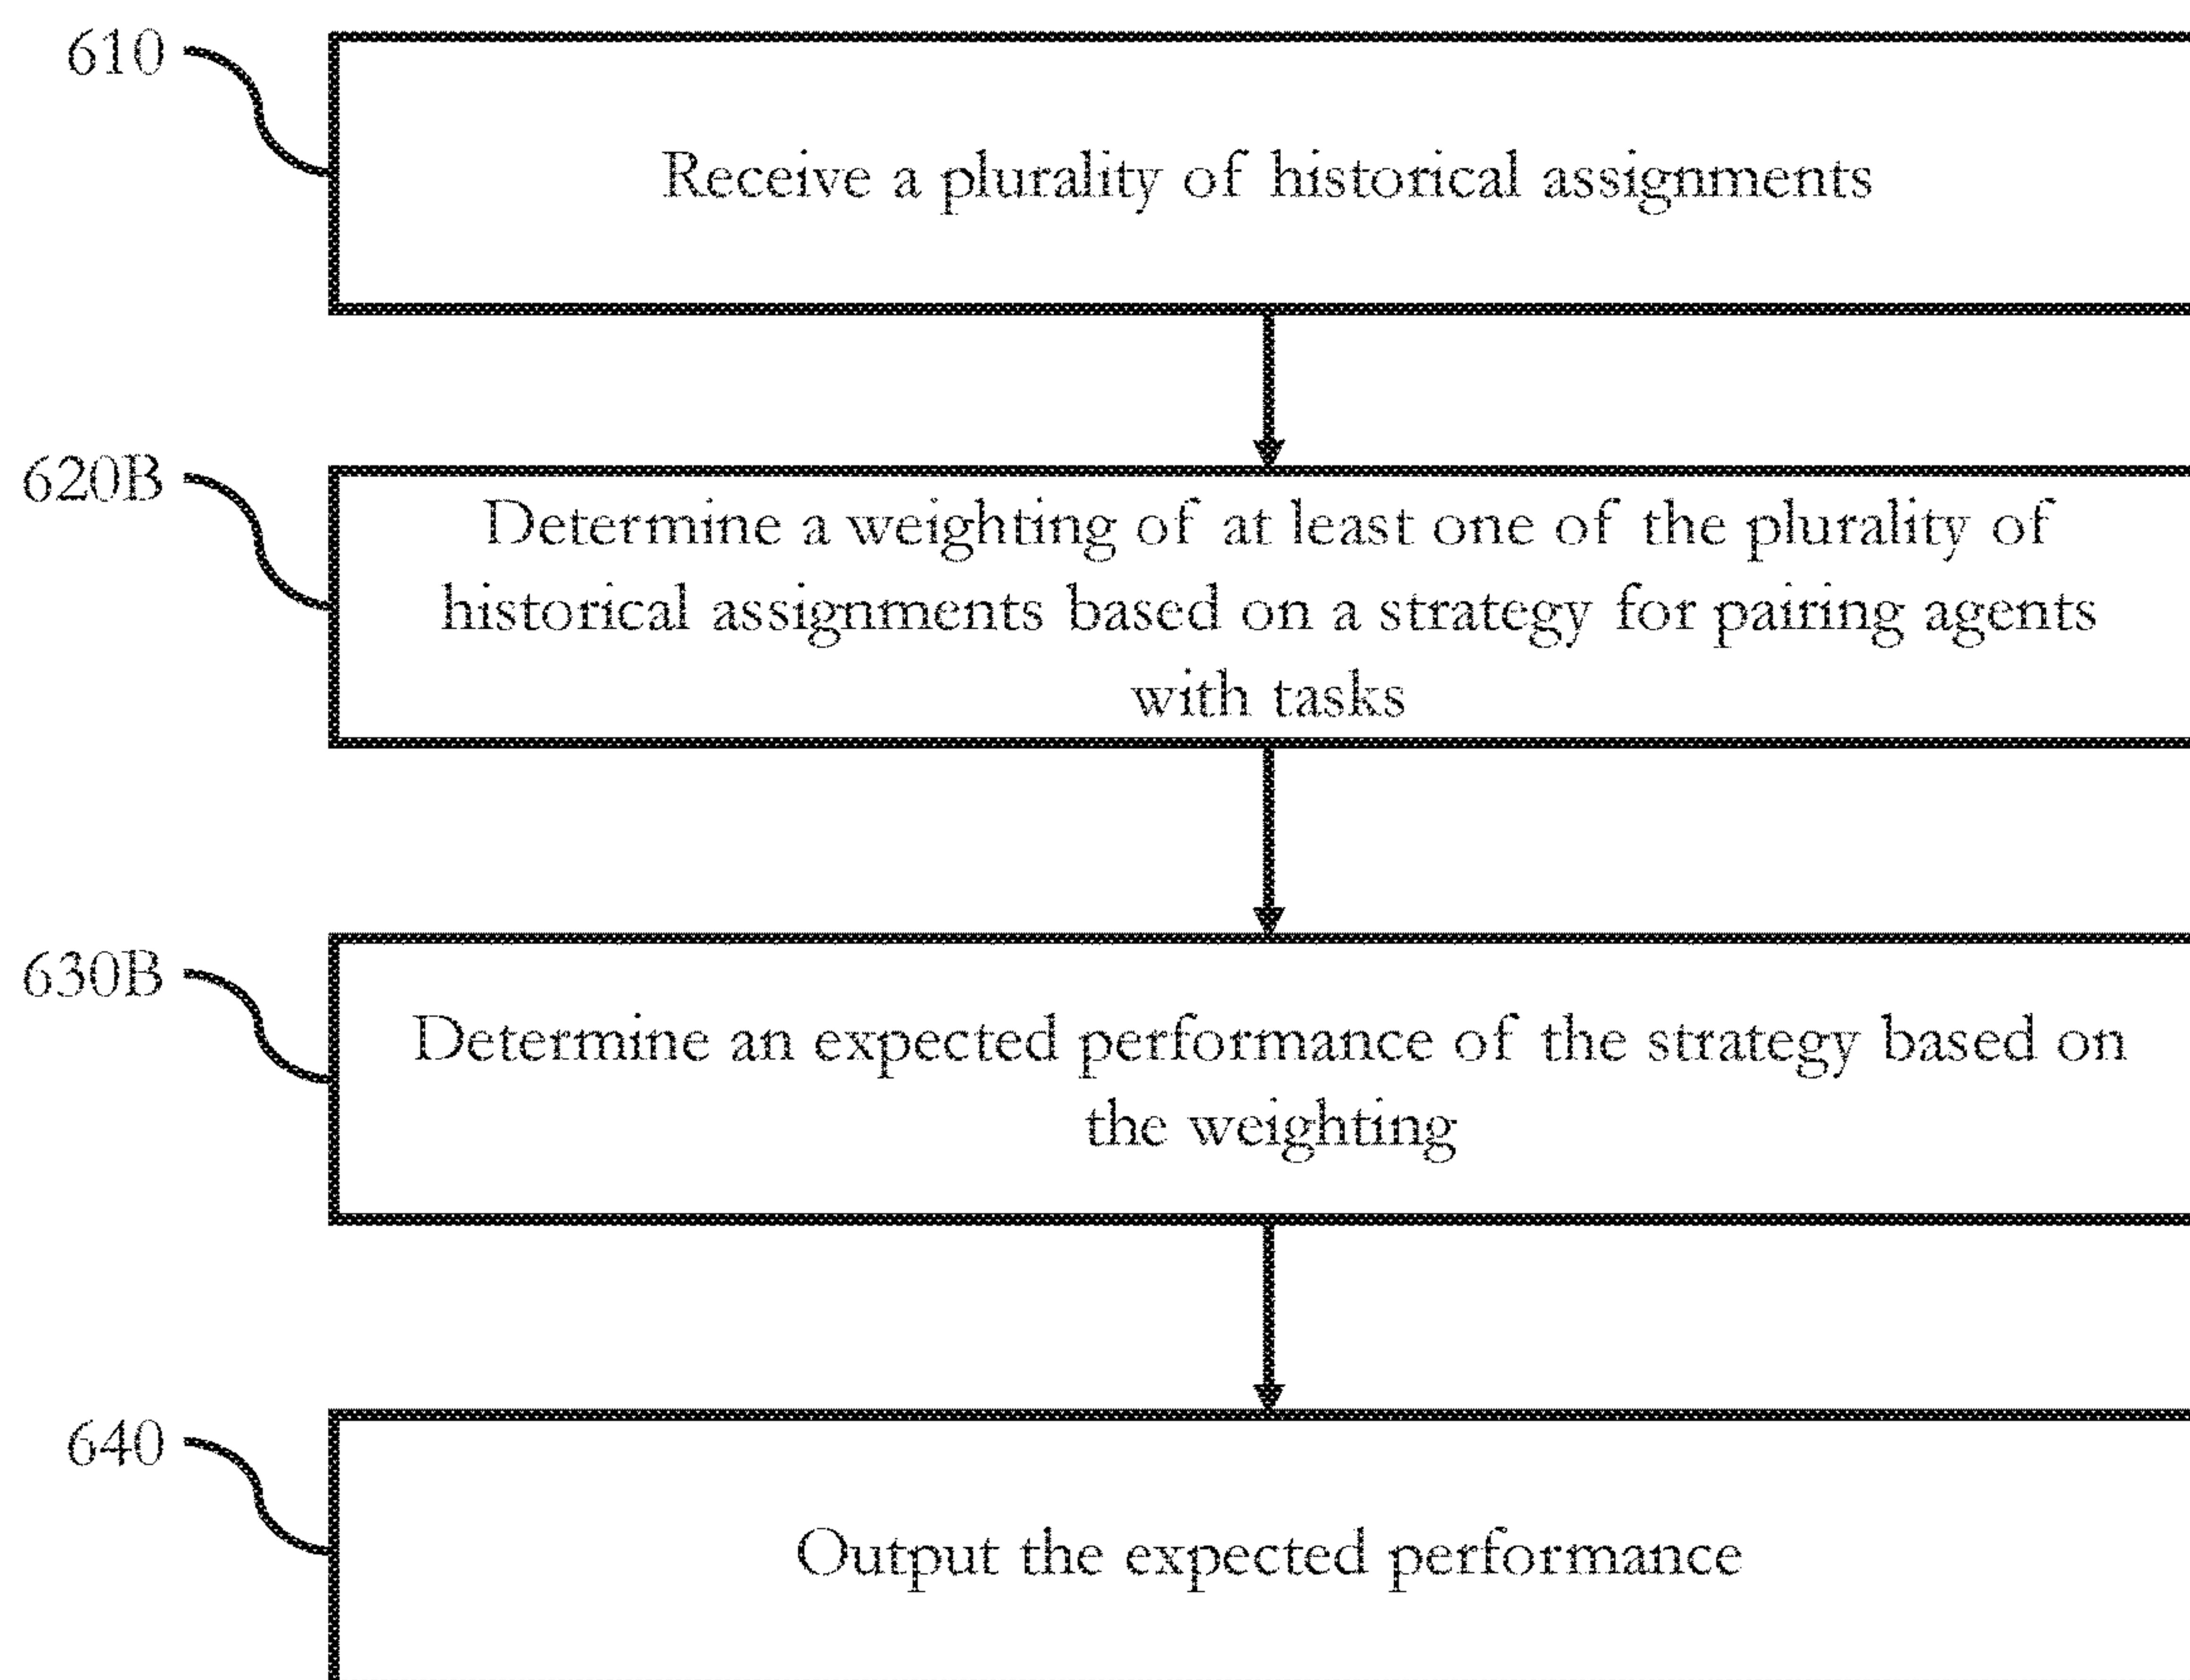 610
Receive a plurality of historical assignments
620B
Determine a weighting of at least one of the plurality of
historical assignments based on a strategy for pairing agents
with tasks
630B
Determine an expected performance of the strategy based on
the weighting
640
Output the expected performance